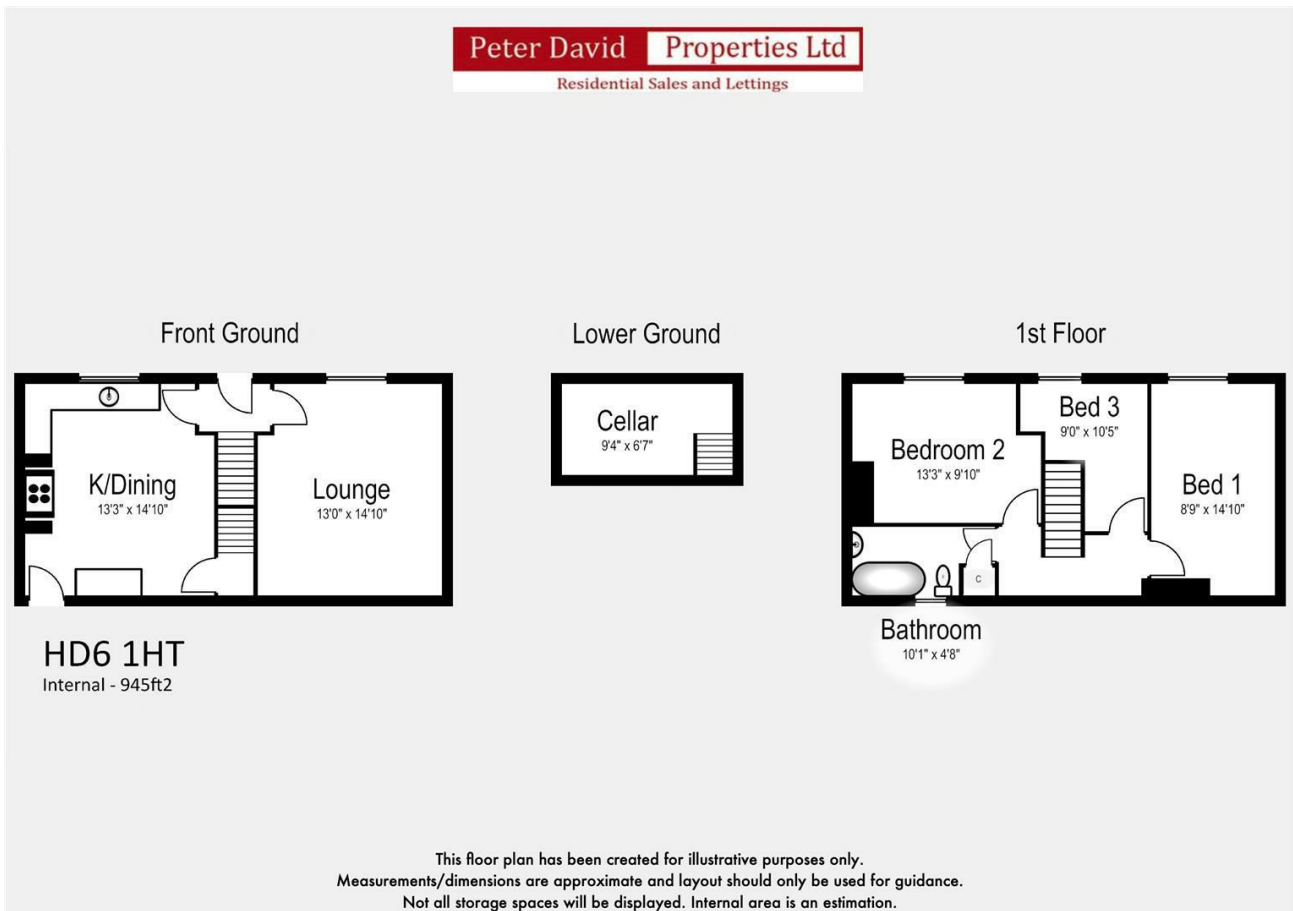 Peter David Properties Ltd
Residential Sales and Lettings
Front Ground
K/Dining
13'3" x 14'10"
Lounge
13'0" x 14'10"
Lower Ground
Cellar
9'4" x 6'7"
1st Floor
Bedroom 2
13'3" x 9'10"
Bed 3
9'0" x 10'5"
Bed 1
8'9" x 14'10"
C
Bathroom
10'1" x 4'8"
HD6 1HT
Internal - 945ft2
This floor plan has been created for illustrative purposes only.
Measurements/dimensions are approximate and layout should only be used for guidance.
Not all storage spaces will be displayed. Internal area is an estimation.